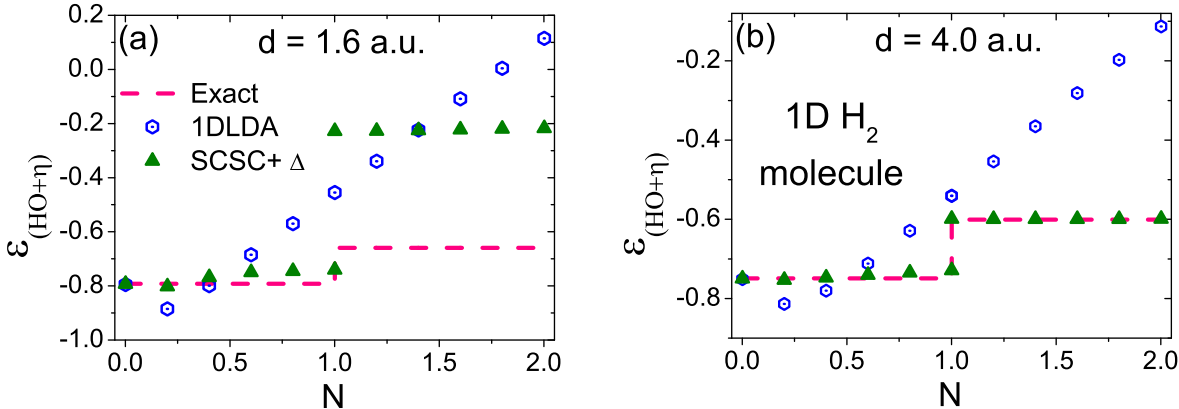 (a)
d = 1.6 a.u.
Exact
1DLDA
SCSC+ Δ
ε(HO+η)
0.2
0.0
-0.2
-0.4
-0.6
-0.8
-1.0
0.0 0.5 1.0 1.5 2.0
N
(b)
d = 4.0 a.u.
1D H2
molecule
ε(HO+η)
-0.2
-0.4
-0.6
-0.8
0.0 0.5 1.0 1.5 2.0
N